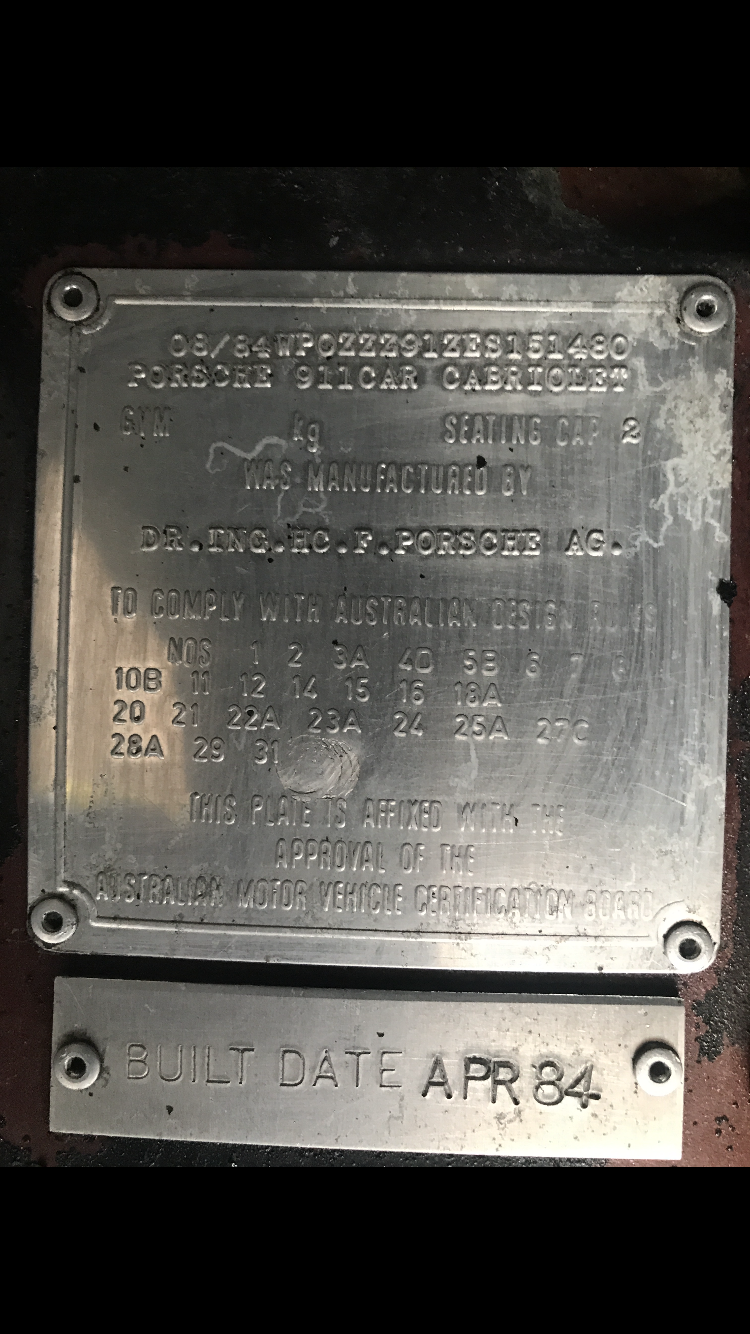 08/84WP0ZZZ91ZES151480
PORSCHE 911CAR CABRIOLET
GVM kg SEATING CAP 2
WAS MANUFACTURED BY
DR.ING.HC.F.PORSCHE AG.
TO COMPLY WITH AUSTRALIAN DESIGN RULES
NOS 1 2 3A 4D 5B 6 7 8
10B 11 12 14 15 16 18A
20 21 22A 23A 24 25A 27C
28A 29 31
THIS PLATE IS AFFIXED WITH THE
APPROVAL OF THE
AUSTRALIAN MOTOR VEHICLE CERTIFICATION BOARD
BUILT DATE APR 84